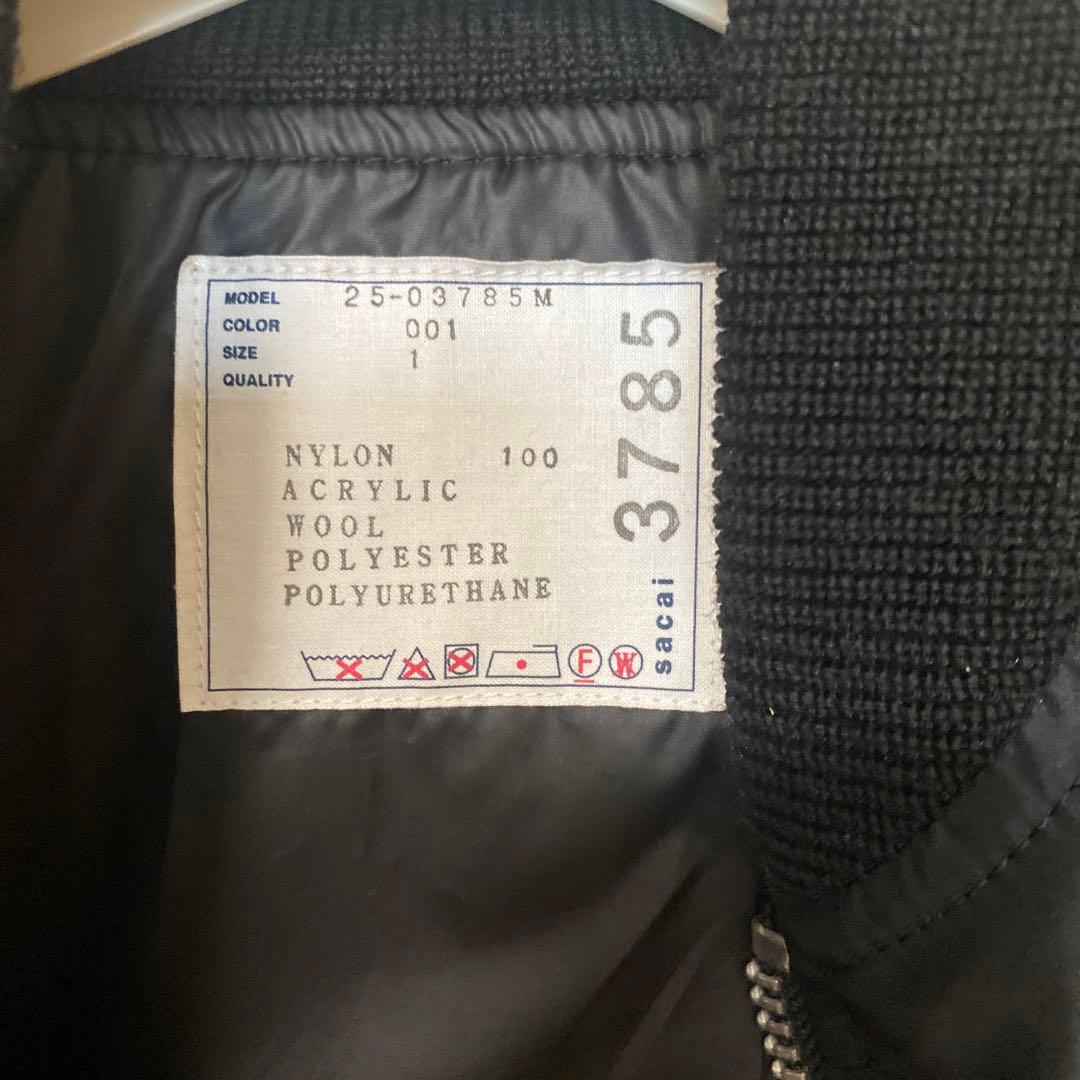 MODEL 25-03785M
COLOR 001
SIZE 1
QUALITY
NYLON 100
ACRYLIC
WOOL
POLYESTER
POLYURETHANE
F W
sacai 3785